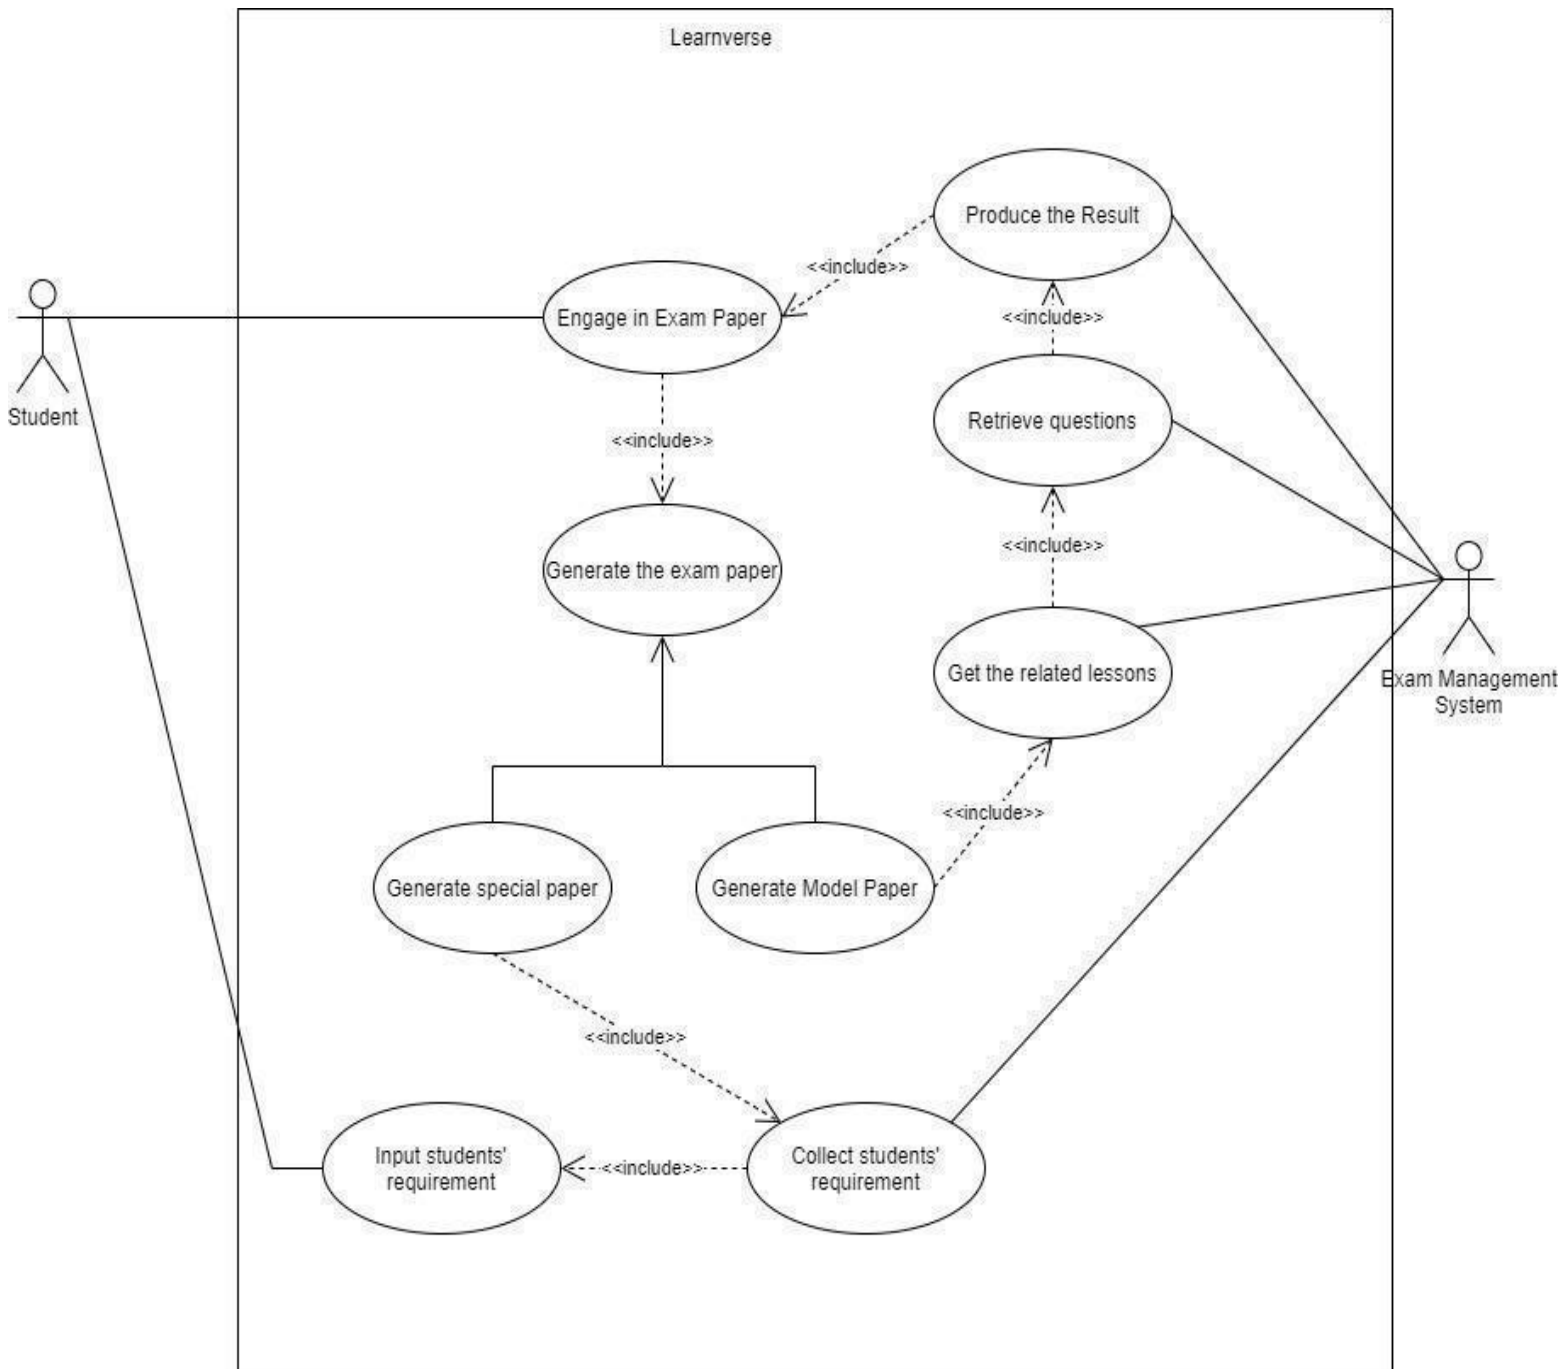 Learnverse
Produce the Result
<<include>>
Engage in Exam Paper
<<include>>
Student
Retrieve questions
<<include>>
<<include>>
Generate the exam paper
Get the related lessons
Exam Management
System
<<include>>
Generate special paper
Generate Model Paper
<<include>>
Input students'
requirement
<<include>>
Collect students'
requirement